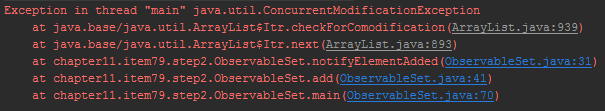 Exception in thread "main" java.util.ConcurrentModificationException
at java.base/java.util.ArrayList$Itr.checkForComodification(ArrayList.java:939)
at java.base/java.util.ArrayList$Itr.next(ArrayList.java:893)
at chapter11.item79.step2.ObservableSet.notifyElementAdded(ObservableSet.java:31)
at chapter11.item79.step2.ObservableSet.add(ObservableSet.java:41)
at chapter11.item79.step2.ObservableSet.main(ObservableSet.java:70)